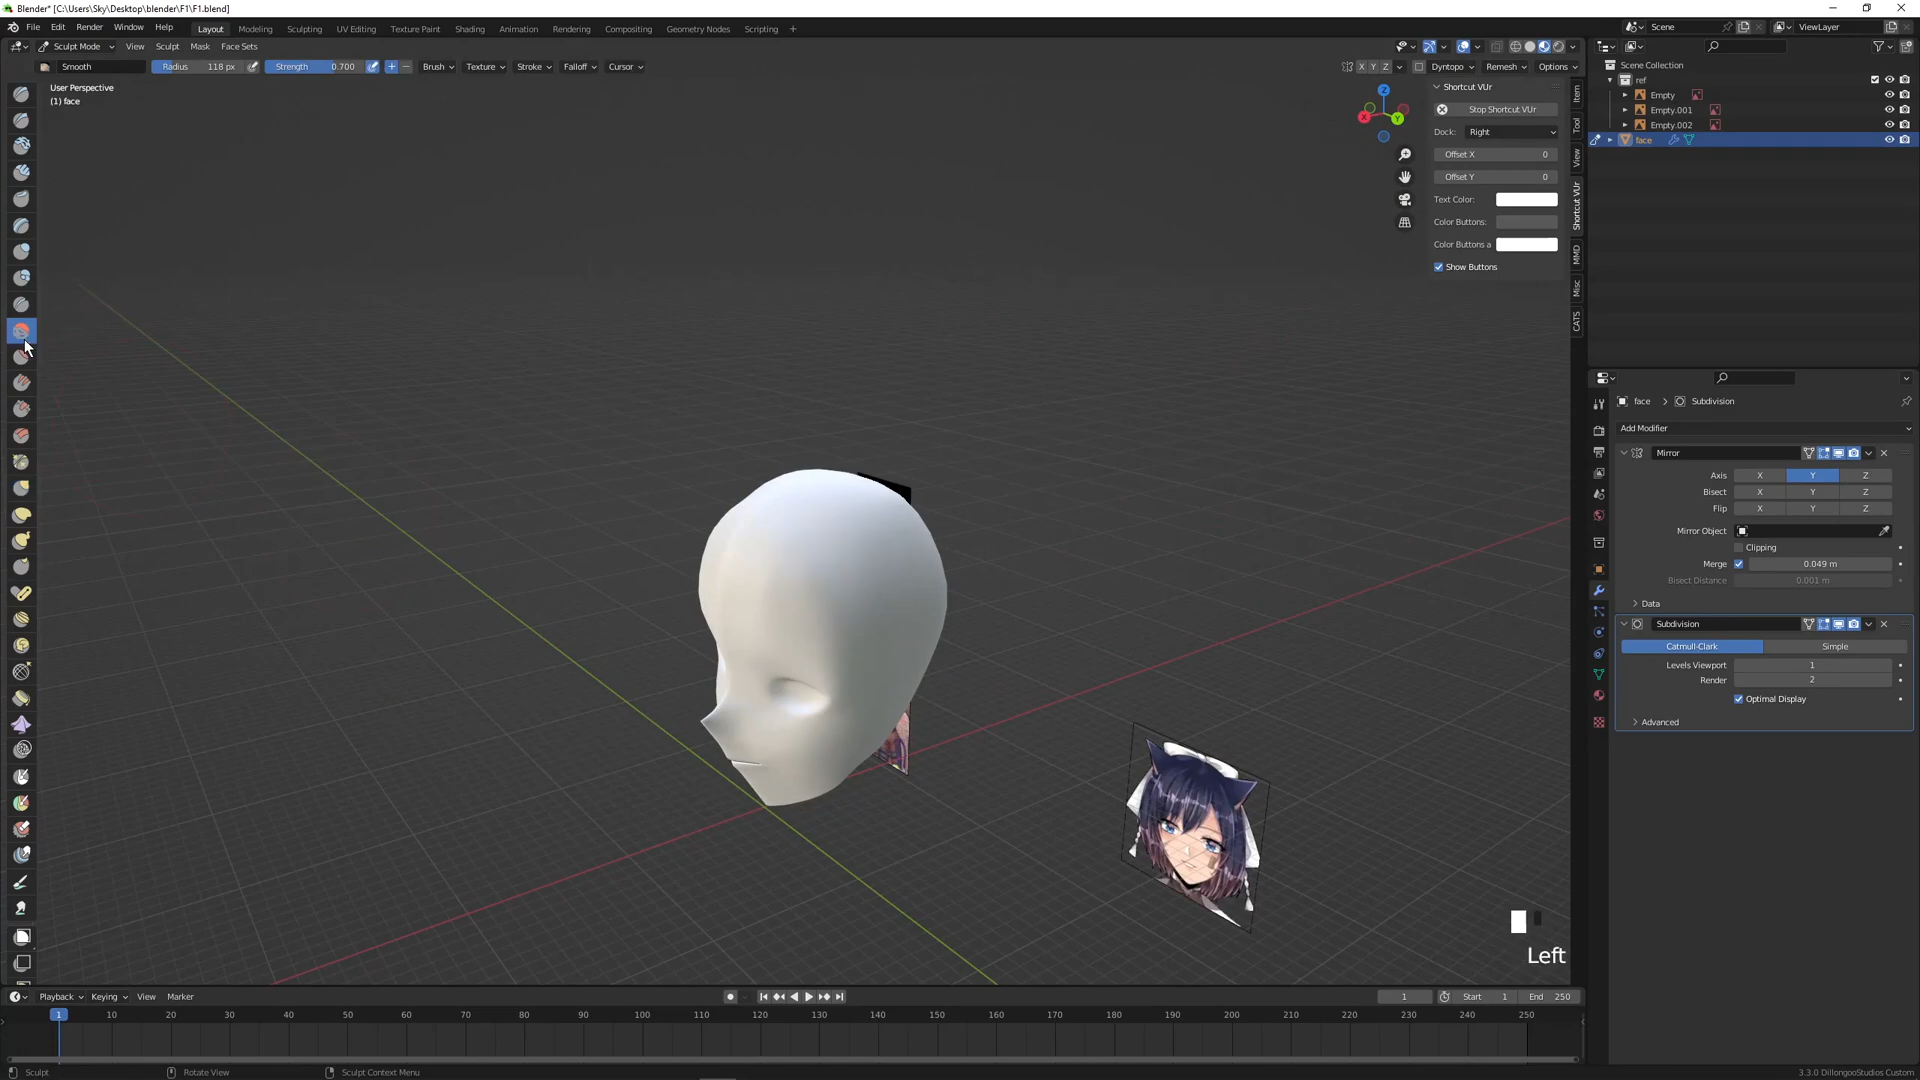 Blender* [C:\Users\Sky\Desktop\blender\F1\F1.blend]
File Edit Render Window Help Layout Modeling Sculpting UV Editing Texture Paint Shading Animation Rendering Compositing Geometry Nodes Scripting + Scene ViewLayer
Sculpt Mode View Sculpt Mask Face Sets
Smooth Radius 118 px Strength 0.700 Brush Texture Stroke Falloff Cursor X Y Z Dyntopo Remesh Options
User Perspective
(1) face
Z
X
Y
Shortcut VUr
Stop Shortcut VUr
Dock: Right
Offset X 0
Offset Y 0
Text Color:
Color Buttons:
Color Buttons a
Show Buttons
Item
Tool
View
Shortcut VUr
MMD
Misc
CATS
Scene Collection
ref
Empty
Empty.001
Empty.002
face
face > Subdivision
Add Modifier
Mirror
Axis X Y Z
Bisect X Y Z
Flip X Y Z
Mirror Object
Clipping
Merge 0.049 m
Bisect Distance 0.001 m
Data
Subdivision
Catmull-Clark Simple
Levels Viewport 1
Render 2
Optimal Display
Advanced
Left
Playback Keying View Marker 1 Start 1 End 250
1 10 20 30 40 50 60 70 80 90 100 110 120 130 140 150 160 170 180 190 200 210 220 230 240 250
Sculpt Rotate View Sculpt Context Menu 3.3.0 DillongooStudios Custom